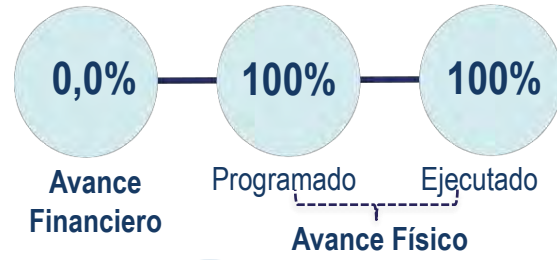 0,0%
100%
100%
Avance
Financiero
Programado
Ejecutado
Avance Físico